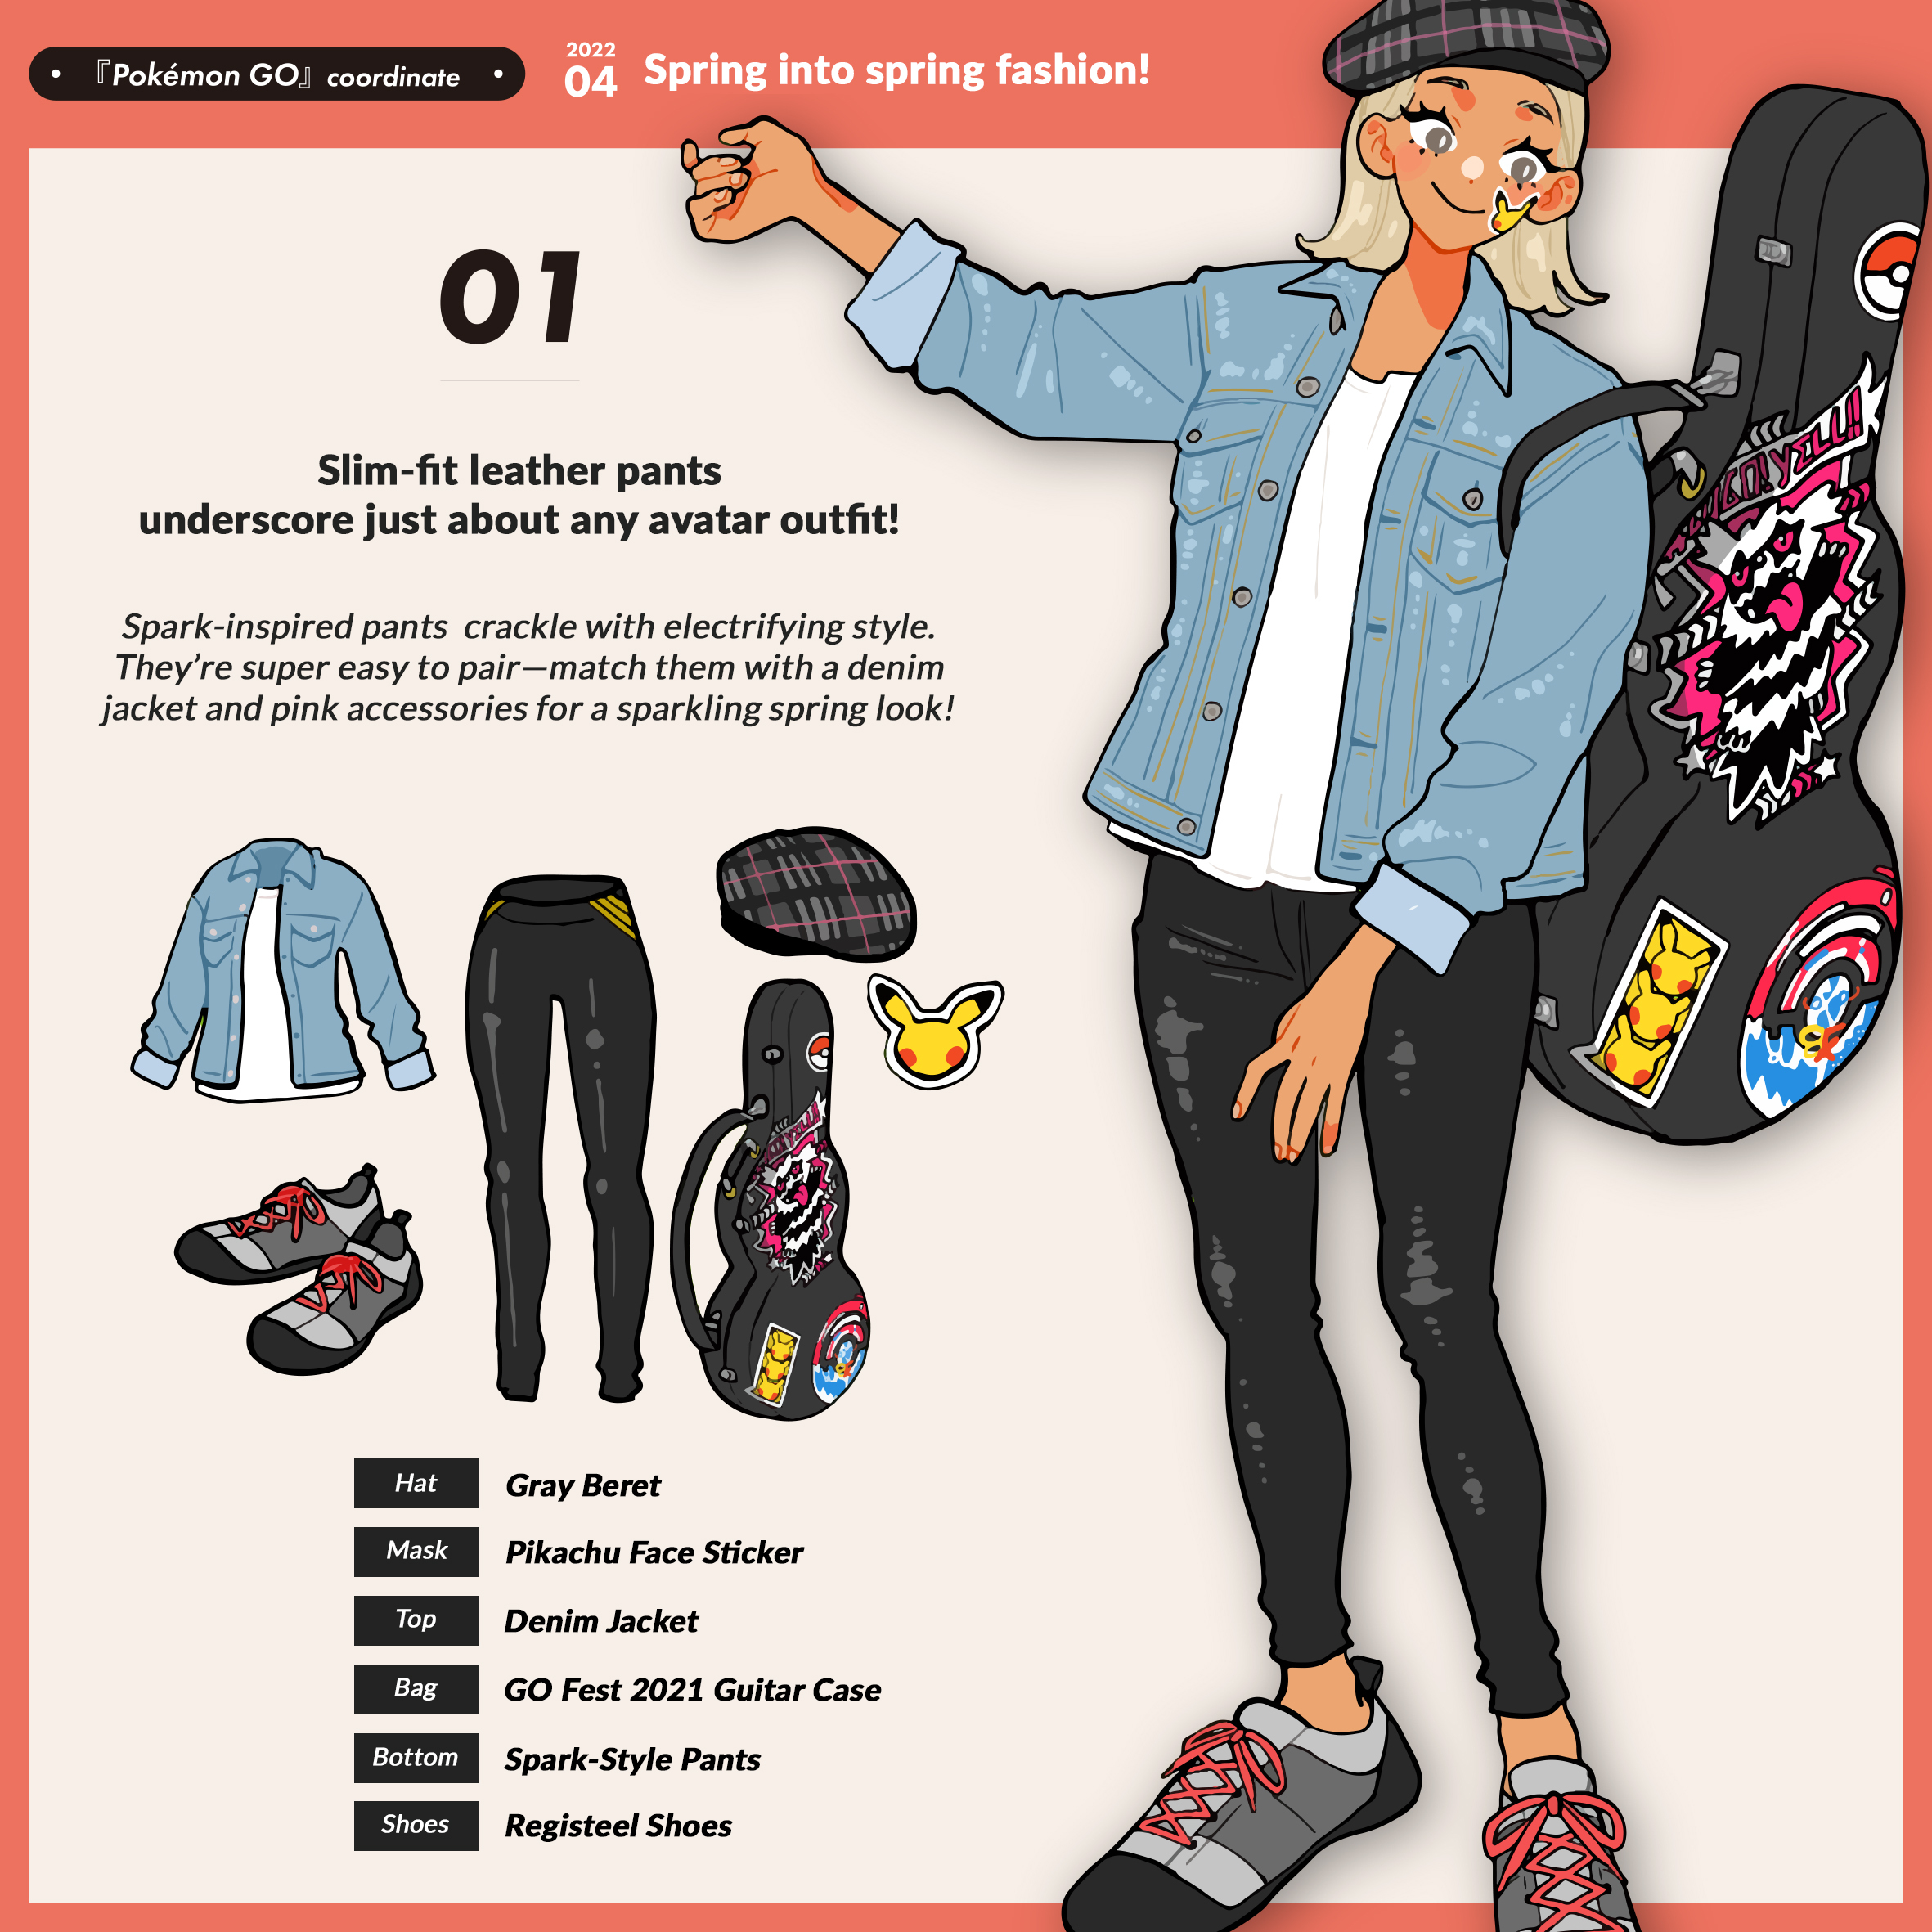 『Pokémon GO』 coordinate
2022
04
Spring into spring fashion!
01
Slim-fit leather pants
underscore just about any avatar outfit!
Spark-inspired pants crackle with electrifying style.
They’re super easy to pair—match them with a denim
jacket and pink accessories for a sparkling spring look!
YELL!!
Hat Gray Beret
Mask Pikachu Face Sticker
Top Denim Jacket
Bag GO Fest 2021 Guitar Case
Bottom Spark-Style Pants
Shoes Registeel Shoes